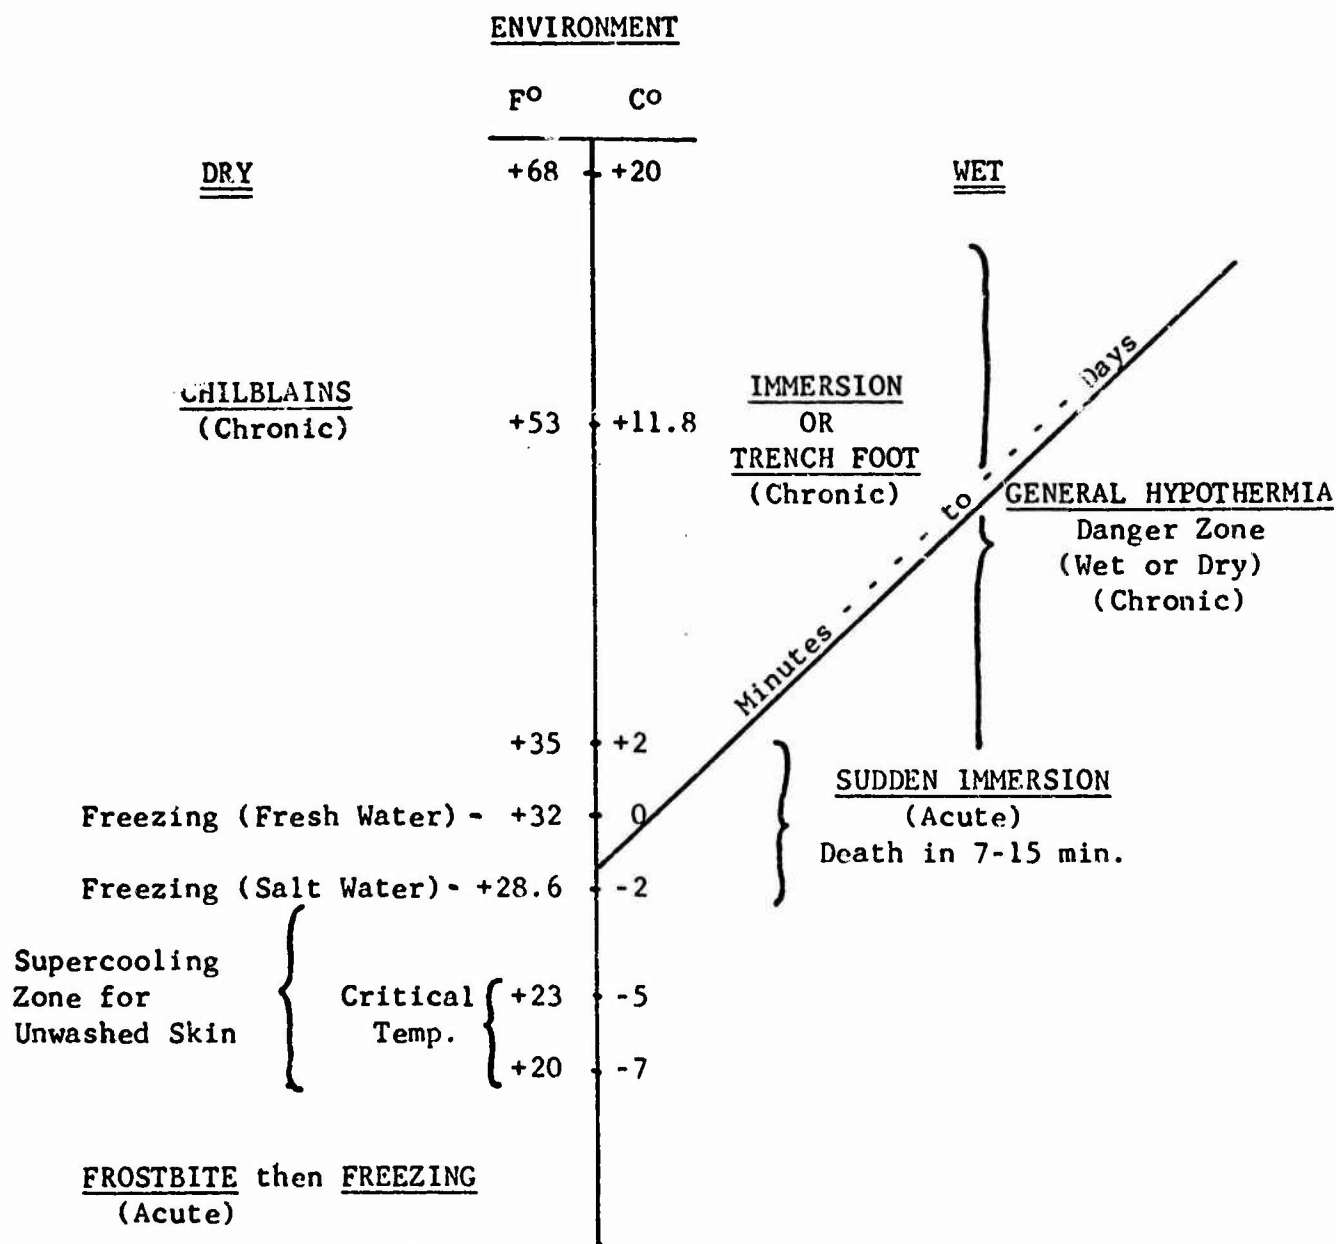 ENVIRONMENT
F° C°
DRY +68 +20 WET
CHILBLAINS
(Chronic)
+53 +11.8
IMMERSION
OR
TRENCH FOOT
(Chronic)
Minutes to Days
GENERAL HYPOTHERMIA
Danger Zone
(Wet or Dry)
(Chronic)
+35 +2
SUDDEN IMMERSION
(Acute)
Death in 7-15 min.
Freezing (Fresh Water) - +32 0
Freezing (Salt Water) - +28.6 -2
Supercooling
Zone for
Unwashed Skin
Critical
Temp.
+23 -5
+20 -7
FROSTBITE then FREEZING
(Acute)